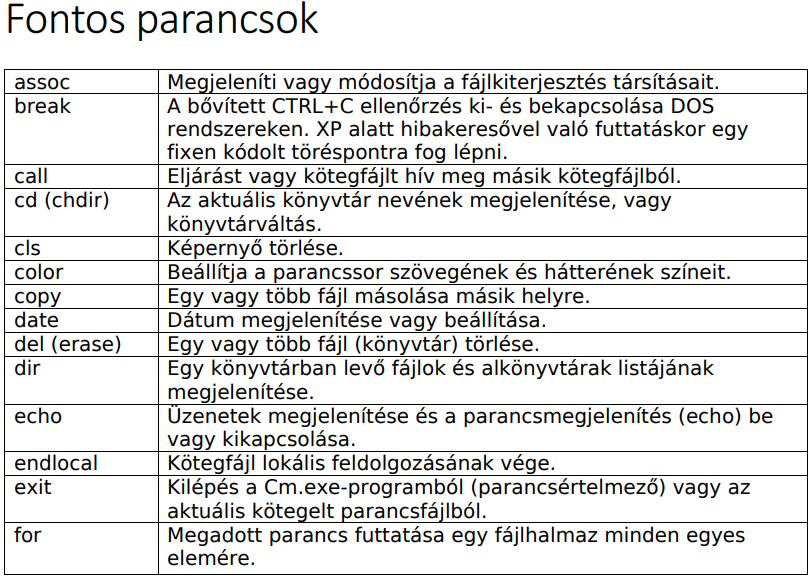 Fontos parancsok
assoc Megjeleníti vagy módosítja a fájlkiterjesztés társításait.
break A bővített CTRL+C ellenőrzés ki- és bekapcsolása DOS
rendszereken. XP alatt hibakeresővel való futtatáskor egy
fixen kódolt töréspontra fog lépni.
call Eljárást vagy kötegfájlt hív meg másik kötegfájlból.
cd (chdir) Az aktuális könyvtár nevének megjelenítése, vagy
könyvtárváltás.
cls Képernyő törlése.
color Beállítja a parancssor szövegének és hátterének színeit.
copy Egy vagy több fájl másolása másik helyre.
date Dátum megjelenítése vagy beállítása.
del (erase) Egy vagy több fájl (könyvtár) törlése.
dir Egy könyvtárban levő fájlok és alkönyvtárak listájának
megjelenítése.
echo Üzenetek megjelenítése és a parancsmegjelenítés (echo) be
vagy kikapcsolása.
endlocal Kötegfájl lokális feldolgozásának vége.
exit Kilépés a Cm.exe-programból (parancsértelmező) vagy az
aktuális kötegelt parancsfájlból.
for Megadott parancs futtatása egy fájlhalmaz minden egyes
elemére.